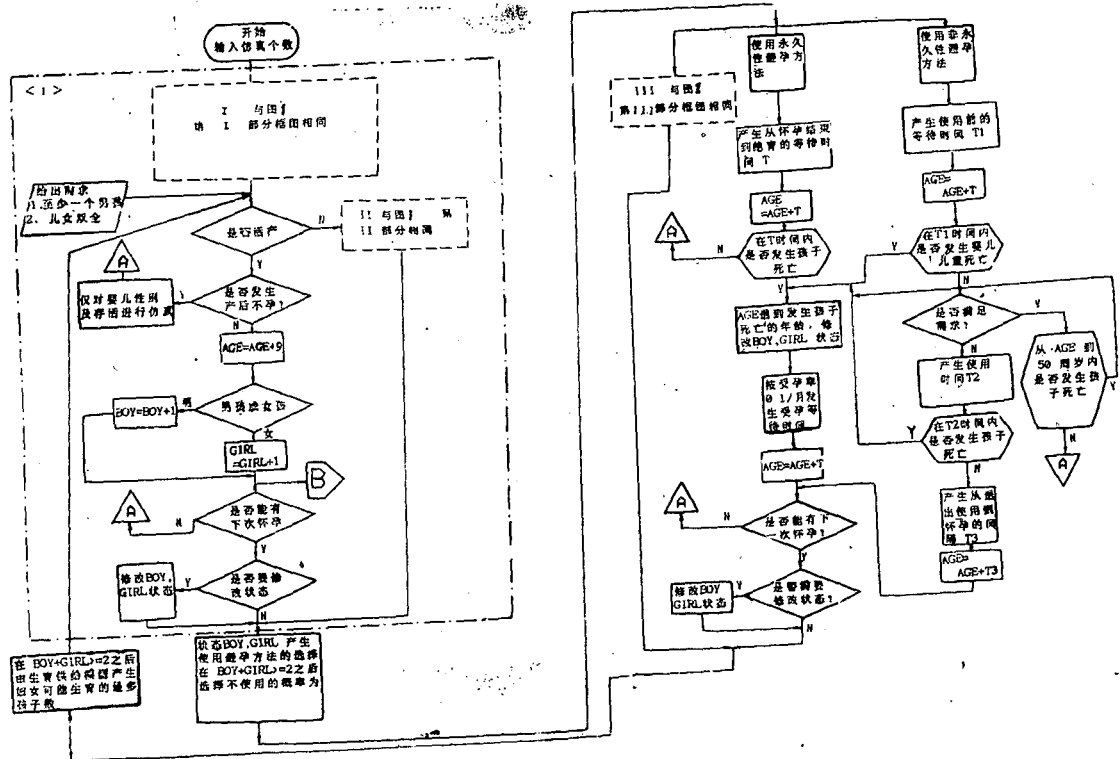 开始
输入仿真个数
< 1 >
I 与图
第 I 部分框图相同
给出需求
1.至少一个男孩
2、儿女双全
是否活产
N
II 与图 第
II 部分相同
Y
A
是否发生
产后不孕?
仅对婴儿性别
及存活进行仿真
N
AGE=AGE+9
男孩或女孩
男
BOY=BOY+1
女
GIRL
=GIRL+1
B
A
是否能有
下次怀孕
N
Y
是否要修
改状态
Y
修改BOY,
GIRL状态
N
在 BOY+GIRL>=2之后
由生育供给模型产生
妇女可能生育的最多
孩子数
状态BOY,GIRL 产生
使用避孕方法的选择
在 BOY+GIRL>=2之后
选择不使用的概率为
III 与图
第III部分框图相同
使用永久
性避孕方
法
产生从怀孕结束
到绝育的等待时
间 T
AGE
=AGE+T
A
N
在T时间内
是否发生孩子
死亡
Y
AGE退到发生孩子
死亡的年龄, 修
改BOY,GIRL 状态
按受孕率
0 1/月发
生受孕等
待时间
AGE=AGE+T
A
N
是否能有下
一次怀孕?
Y
是否需要
修改状态?
Y
修改BOY
GIRL状态
N
使用非永
久性避孕
方法
产生使用前的
等待时间 T1
AGE=
AGE+T
在T1时间内
是否发生婴儿
儿童死亡
Y
N
是否满足
需求?
Y
N
从 AGE 到
50 周岁内
是否发生孩
子死亡
Y
N
A
产生使用
时间T2
在T2时间内
是否发生孩子
死亡
Y
N
产生从退
出使用到
怀孕的间
隔 T3
AGE=
AGE+T3